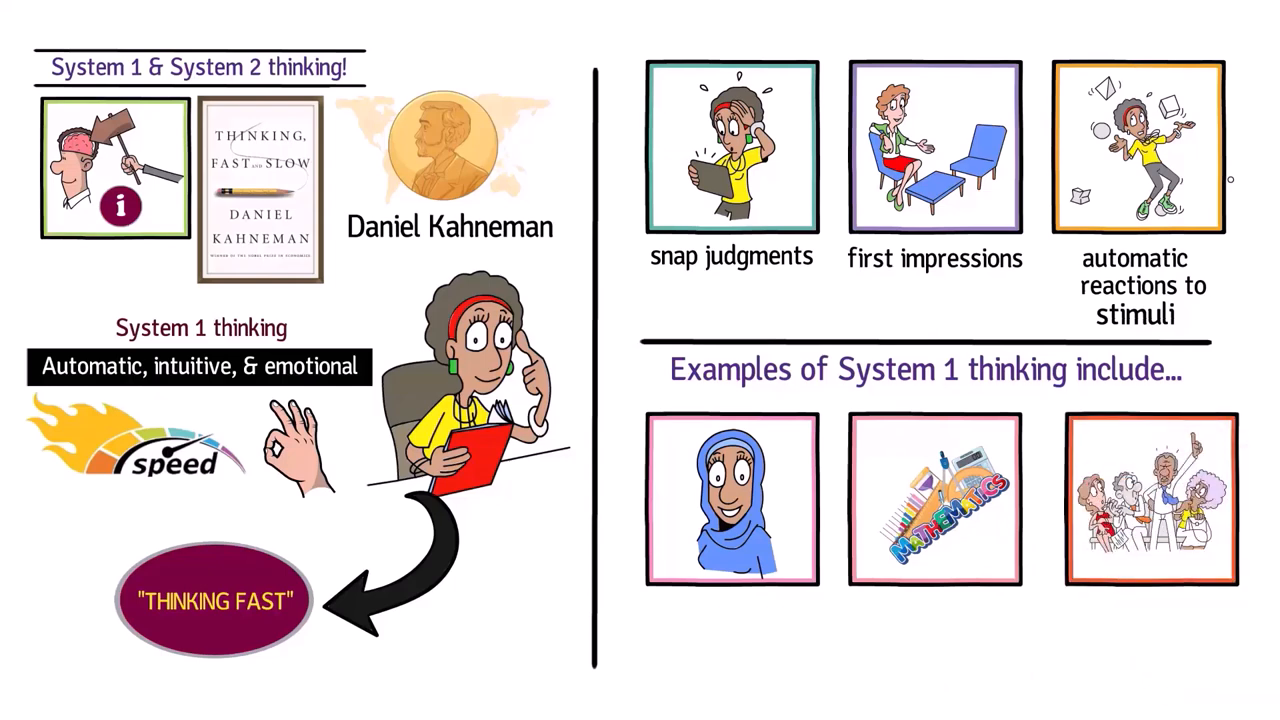 System 1 & System 2 thinking!
i
THINKING,
FAST AND SLOW
DANIEL
KAHNEMAN
WINNER OF THE NOBEL PRIZE IN ECONOMICS
Daniel Kahneman
System 1 thinking
Automatic, intuitive, & emotional
speed
"THINKING FAST"
snap judgments
first impressions
automatic
reactions to
stimuli
Examples of System 1 thinking include...
MATHEMATICS